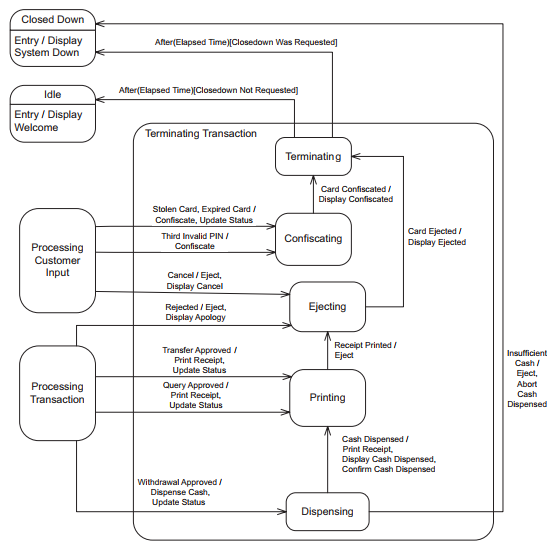 Closed Down
Entry / Display
System Down
After(Elapsed Time)[Closedown Was Requested]
Idle
Entry / Display
Welcome
After(Elapsed Time)[Closedown Not Requested]
Terminating Transaction
Terminating
Card Confiscated /
Display Confiscated
Stolen Card, Expired Card /
Confiscate, Update Status
Third Invalid PIN /
Confiscate
Confiscating
Card Ejected /
Display Ejected
Processing
Customer
Input
Cancel / Eject,
Display Cancel
Rejected / Eject,
Display Apology
Ejecting
Receipt Printed /
Eject
Transfer Approved /
Print Receipt,
Update Status
Query Approved /
Print Receipt,
Update Status
Processing
Transaction
Printing
Insufficient
Cash /
Eject,
Abort
Cash
Dispensed
Cash Dispensed /
Print Receipt,
Display Cash Dispensed,
Confirm Cash Dispensed
Withdrawal Approved /
Dispense Cash,
Update Status
Dispensing